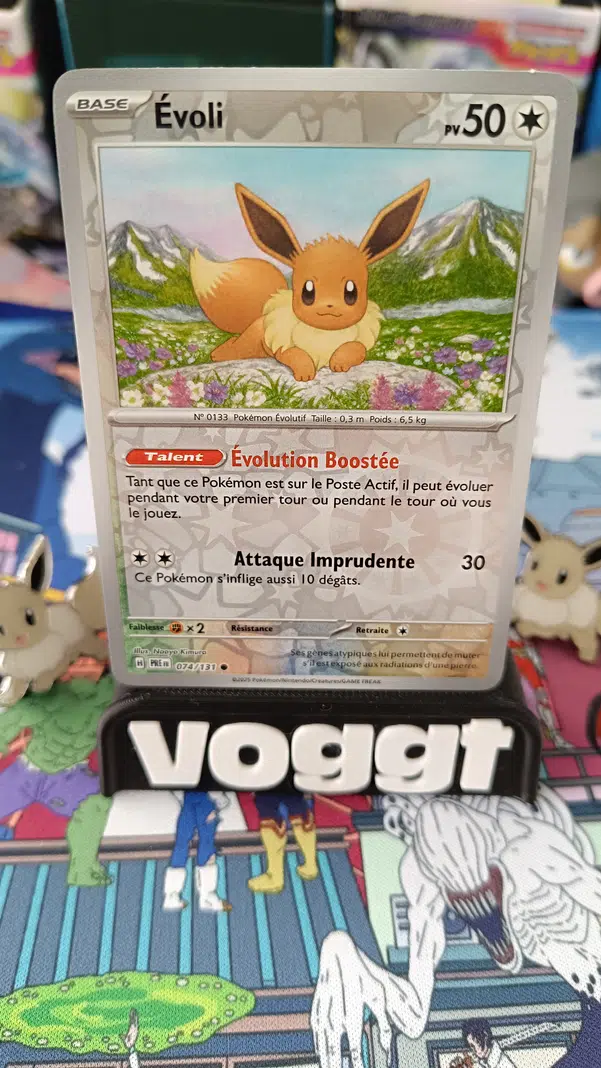 BASE Évoli PV 50
N° 0133 Pokémon Évolutif Taille : 0,3 m Poids : 6,5 kg
Talent Évolution Boostée
Tant que ce Pokémon est sur le Poste Actif, il peut évoluer
pendant votre premier tour ou pendant le tour où vous
le jouez.
Attaque Imprudente 30
Ce Pokémon s'inflige aussi 10 dégâts.
Faiblesse ×2 Résistance Retraite
Illus. Naoyo Kimura
Ses gènes atypiques lui permettent de muter
s'il est exposé aux radiations d'une pierre.
PRE FR 074/131
©2025 Pokémon/Nintendo/Creatures/GAME FREAK
voggt